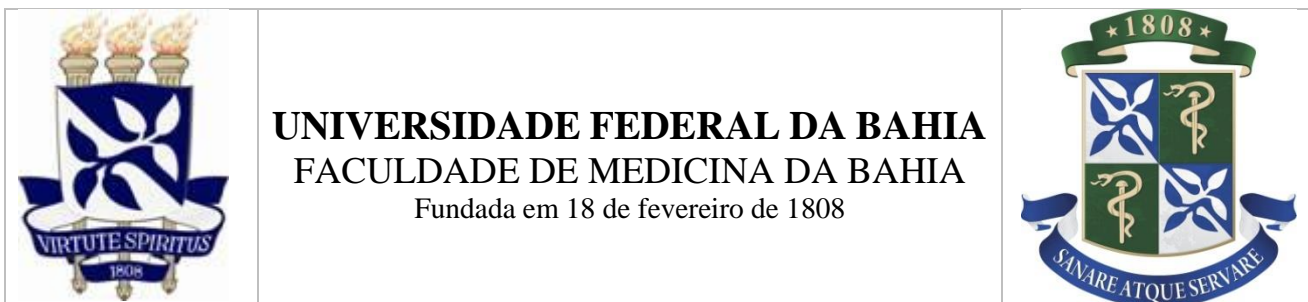 VIRTUTE SPIRITUS
1808
UNIVERSIDADE FEDERAL DA BAHIA
FACULDADE DE MEDICINA DA BAHIA
Fundada em 18 de fevereiro de 1808
1808
SANARE ATQUE SERVARE